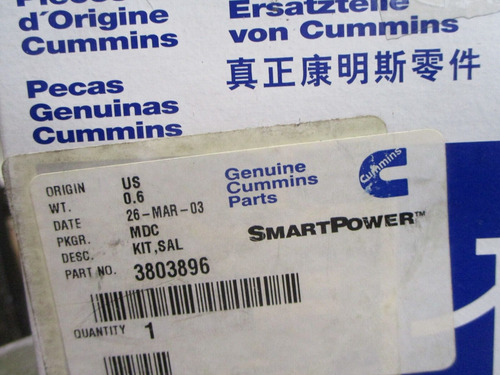 Pièces
d'Origine
Cummins
Ersatzteile
von Cummins
真正康明斯零件
Pecas
Genuinas
Cummins
Genuine
Cummins
Parts
Cummins
SMARTPOWER™
ORIGIN US
WT. 0.6
DATE 26-MAR-03
PKGR. MDC
DESC. KIT,SAL
PART NO. 3803896
QUANTITY 1